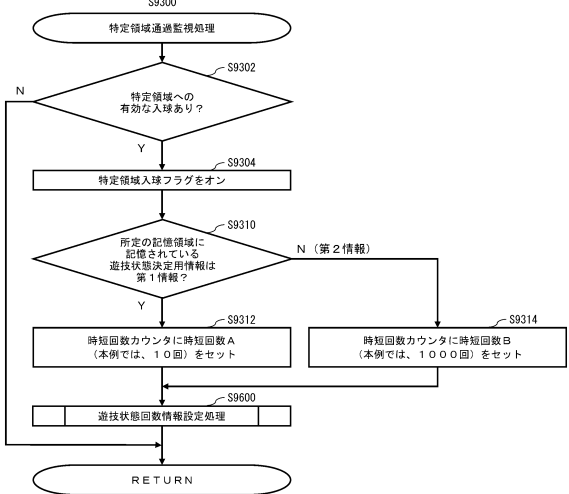 S9300
特定領域通過監視処理
S9302
N
特定領域への
有効な入球あり？
Y
S9304
特定領域入球フラグをオン
S9310
所定の記憶領域に
記憶されている
遊技状態決定用情報は
第１情報？
N（第２情報）
Y
S9312
時短回数カウンタに時短回数Ａ
（本例では、１０回）をセット
S9314
時短回数カウンタに時短回数Ｂ
（本例では、１０００回）をセット
S9600
遊技状態回数情報設定処理
ＲＥＴＵＲＮ